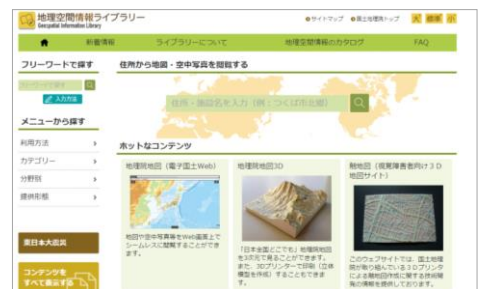 地理空間情報ライブラリー
Geospatial Information Library
サイトマップ
国土地理院トップ
大 標準 小
新着情報
ライブラリーについて
地理空間情報のカタログ
FAQ
フリーワードで探す
入力方法
メニューから探す
利用方法
カテゴリー
分野別
提供形態
東日本大震災
コンテンツを
すべて表示する
住所から地図・空中写真を閲覧する
住所・施設名を入力(例:つくば市北郷)
ホットなコンテンツ
地理院地図(電子国土Web)
地図や空中写真等をWeb画面上で
シームレスに閲覧することができ
ます。
地理院地図3D
「日本全国どこでも」地理院地図
を3次元で見ることができます。
また、3Dプリンターで印刷(立体
模型を作成)することもできま
す。
触地図(視覚障害者向け3D
地図サイト)
このウェブサイトでは、国土地理
院が取り組んでいる3Dプリンタ
による触地図作成に関する技術開
発の情報を提供しております。